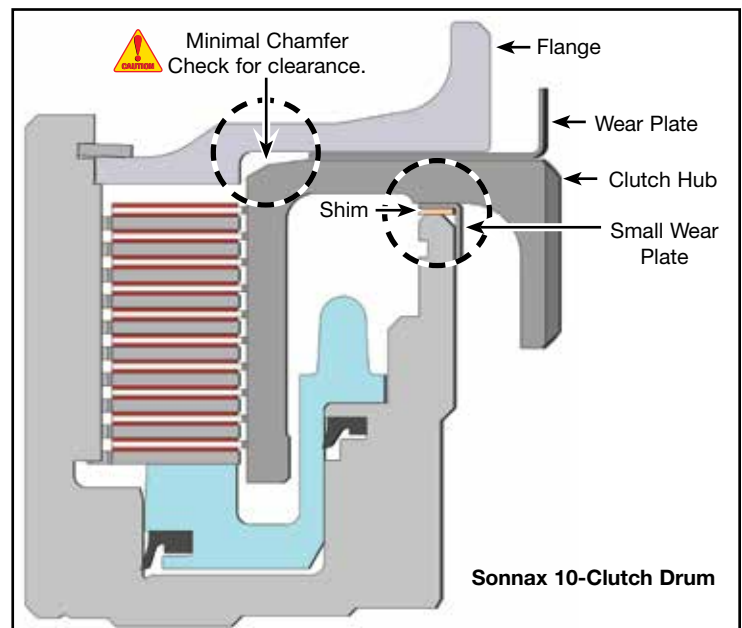 Minimal Chamfer
CAUTION
Check for clearance.
Flange
Wear Plate
Clutch Hub
Shim
Small Wear
Plate
Sonnax 10-Clutch Drum